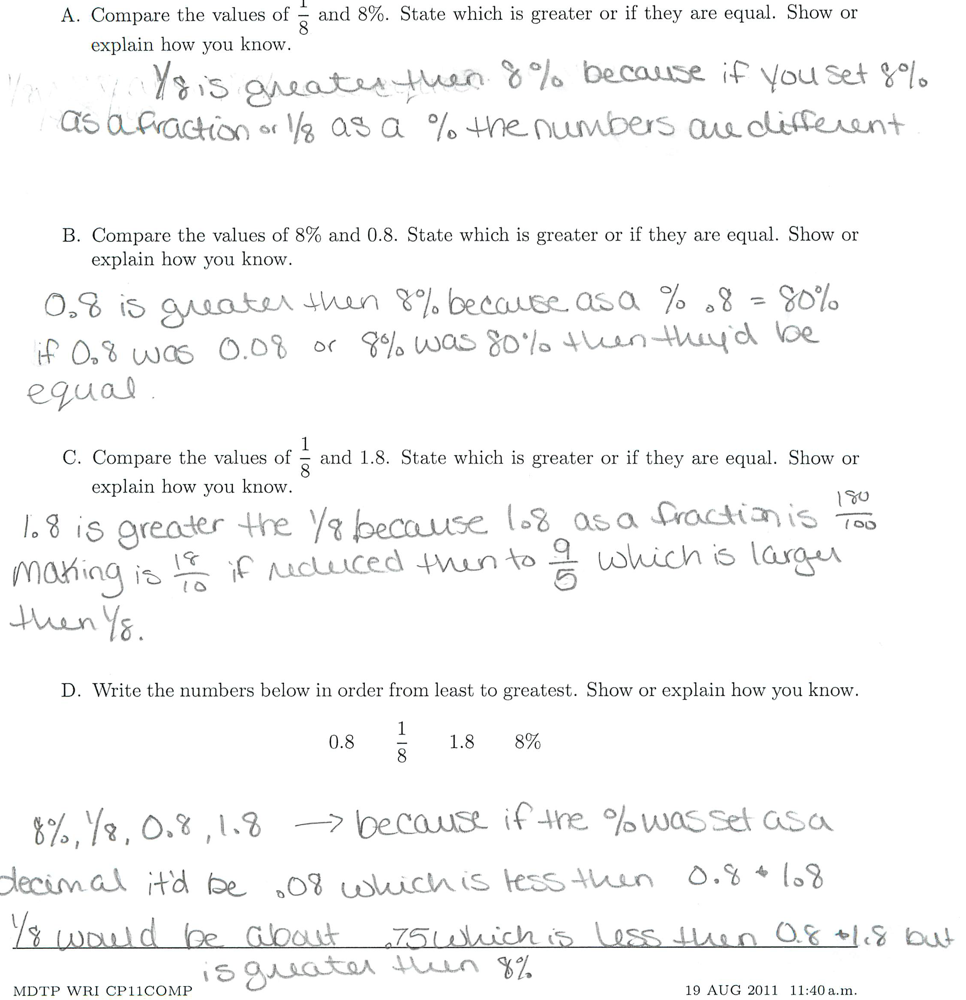 A. Compare the values of 1/8 and 8%. State which is greater or if they are equal. Show or
explain how you know.
1/8 is greater then 8% because if you set 8%
as a fraction or 1/8 as a % the numbers are different
B. Compare the values of 8% and 0.8. State which is greater or if they are equal. Show or
explain how you know.
0.8 is greater then 8% because as a % .8 = 80%
if 0.8 was 0.08 or 8% was 80% then they'd be
equal.
C. Compare the values of 1/8 and 1.8. State which is greater or if they are equal. Show or
explain how you know.
1.8 is greater the 1/8 because 1.8 as a fraction is 180/100
making is 18/10 if reduced then to 9/5 which is larger
then 1/8.
D. Write the numbers below in order from least to greatest. Show or explain how you know.
0.8 1/8 1.8 8%
8%, 1/8, 0.8, 1.8 → because if the % was set as a
decimal it'd be .08 which is less then 0.8 + 1.8
1/8 would be about .75 which is less then 0.8 + 1.8 but
is greater then 8%
MDTP WRI CP11COMP 19 AUG 2011 11:40 a.m.